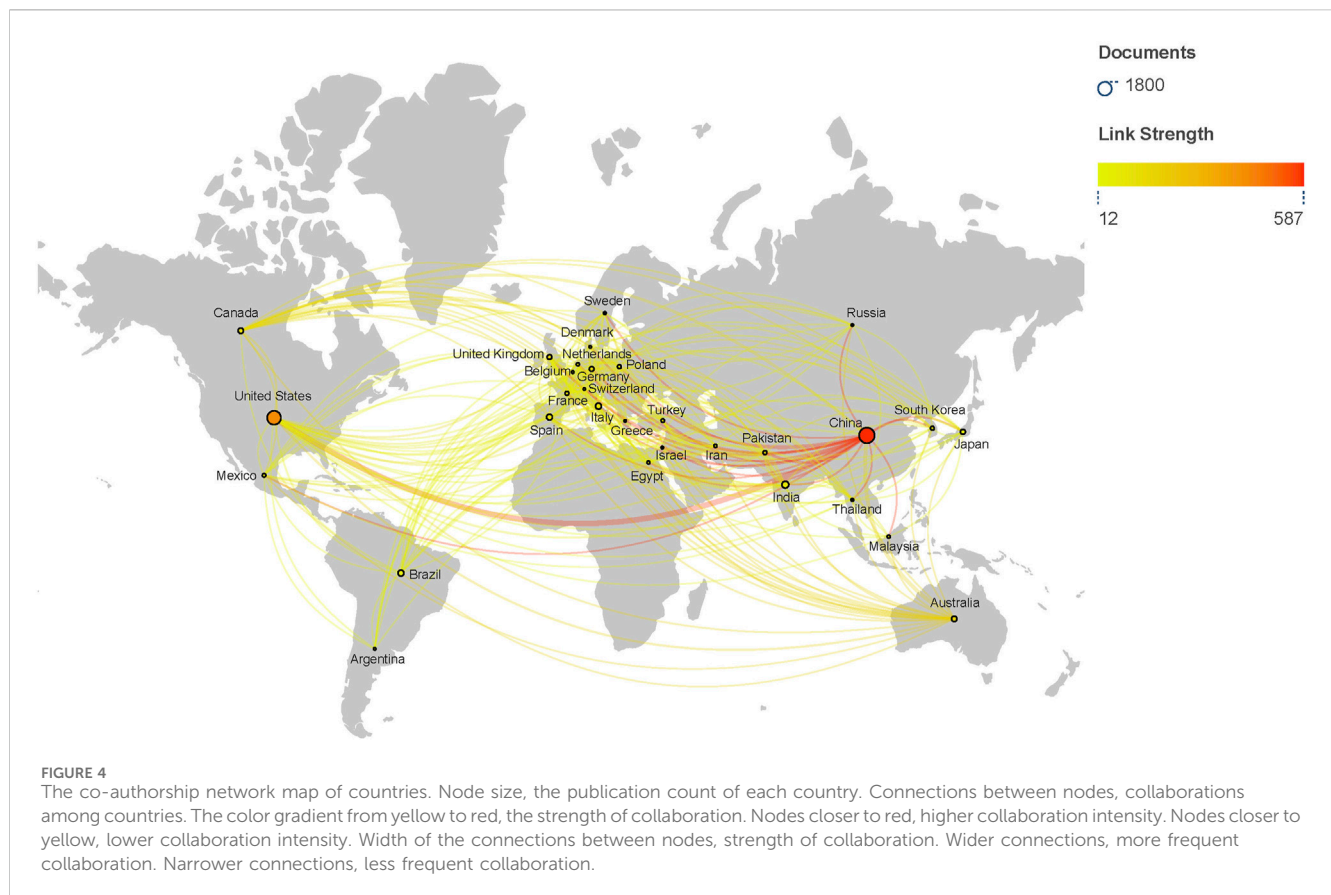 Documents
1800
Link Strength
12 587
Canada
Sweden
Russia
Denmark
United Kingdom
Netherlands
Belgium
Poland
Germany
Switzerland
United States
France
Italy
Turkey
South Korea
China
Spain
Greece
Pakistan
Japan
Israel
Iran
Mexico
Egypt
India
Thailand
Malaysia
Brazil
Australia
Argentina
FIGURE 4
The co-authorship network map of countries. Node size, the publication count of each country. Connections between nodes, collaborations
among countries. The color gradient from yellow to red, the strength of collaboration. Nodes closer to red, higher collaboration intensity. Nodes closer to
yellow, lower collaboration intensity. Width of the connections between nodes, strength of collaboration. Wider connections, more frequent
collaboration. Narrower connections, less frequent collaboration.